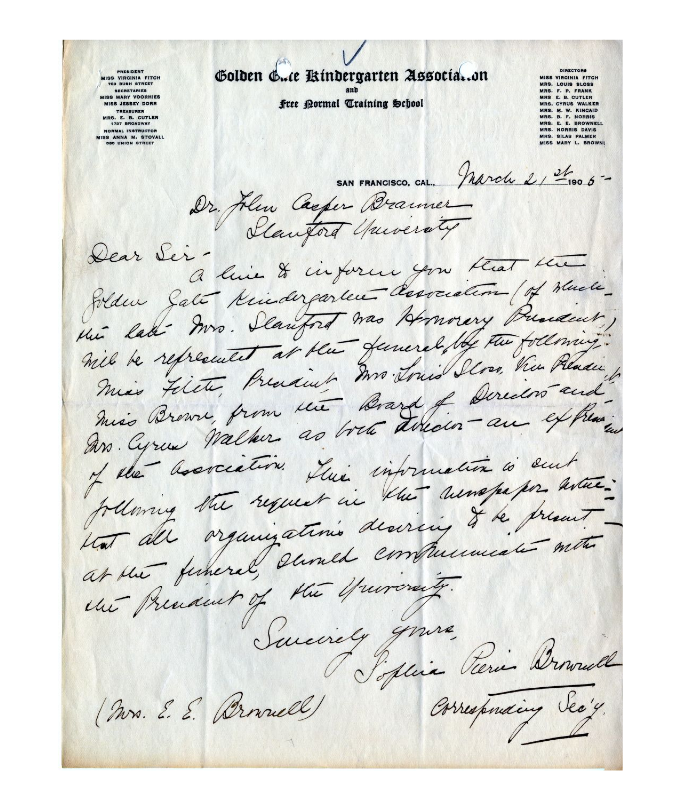 PRESIDENT
MISS VIRGINIA FITCH
BUSH STREET
SECRETARIES
MISS MARY VOORHIES
MISS JESSEY DORR
TREASURER
MRS. E. B. CUTLER
BROADWAY
NORMAL INSTRUCTOR
MISS ANNA M. STOVALL
UNION STREET
Golden Gate Kindergarten Association
and
Free Normal Training School
DIRECTORS
MISS VIRGINIA FITCH
MRS. LOUIS SLOSS
MRS. F. P. FRANK
MRS E. B. CUTLER
MRS. CYRUS WALKER
MRS. M. W. KINCAID
MRS. B. F. NORRIS
MRS. E. E. BROWNELL
MRS. HORRIS DAVIS
MRS. SILAS PALMER
MISS MARY L. BROWN
SAN FRANCISCO, CAL., March 21st 1905-
Dr. John Casper Branner
Stanford University
Dear Sir-
A line to inform you that the
Golden Gate Kindergarten Association (of which
the late Mrs. Stanford was Honorary President,)
will be represented at the funeral, by the following:
Miss Fitch, President Mrs. Louis Sloss, Vice President
Miss Brown, from the Board of Directors and
Mrs. Cyrus Walker as both director an ex President
of the Association. This information is sent
following the request in the newspaper notice
that all organizations desiring to be present
at the funeral, should communicate with
the President of the University.
Sincerely yours,
Sophia Pierie Brownell
(Mrs. E. E. Brownell) Corresponding Sec'y.